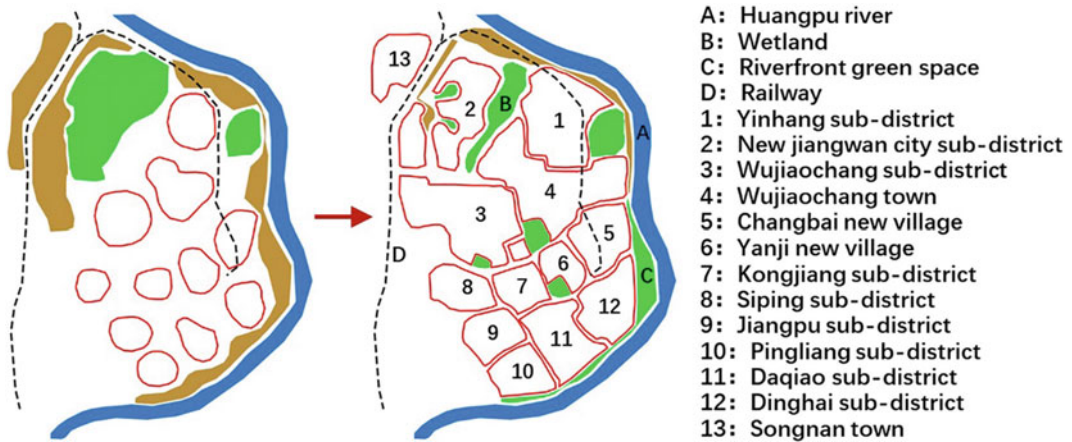 13
2
B
1
A
4
3
5
D
6
C
8
7
12
9
11
10
A: Huangpu river
B: Wetland
C: Riverfront green space
D: Railway
1: Yinhang sub-district
2: New jiangwan city sub-district
3: Wujiaochang sub-district
4: Wujiaochang town
5: Changbai new village
6: Yanji new village
7: Kongjiang sub-district
8: Siping sub-district
9: Jiangpu sub-district
10: Pingliang sub-district
11: Daqiao sub-district
12: Dinghai sub-district
13: Songnan town